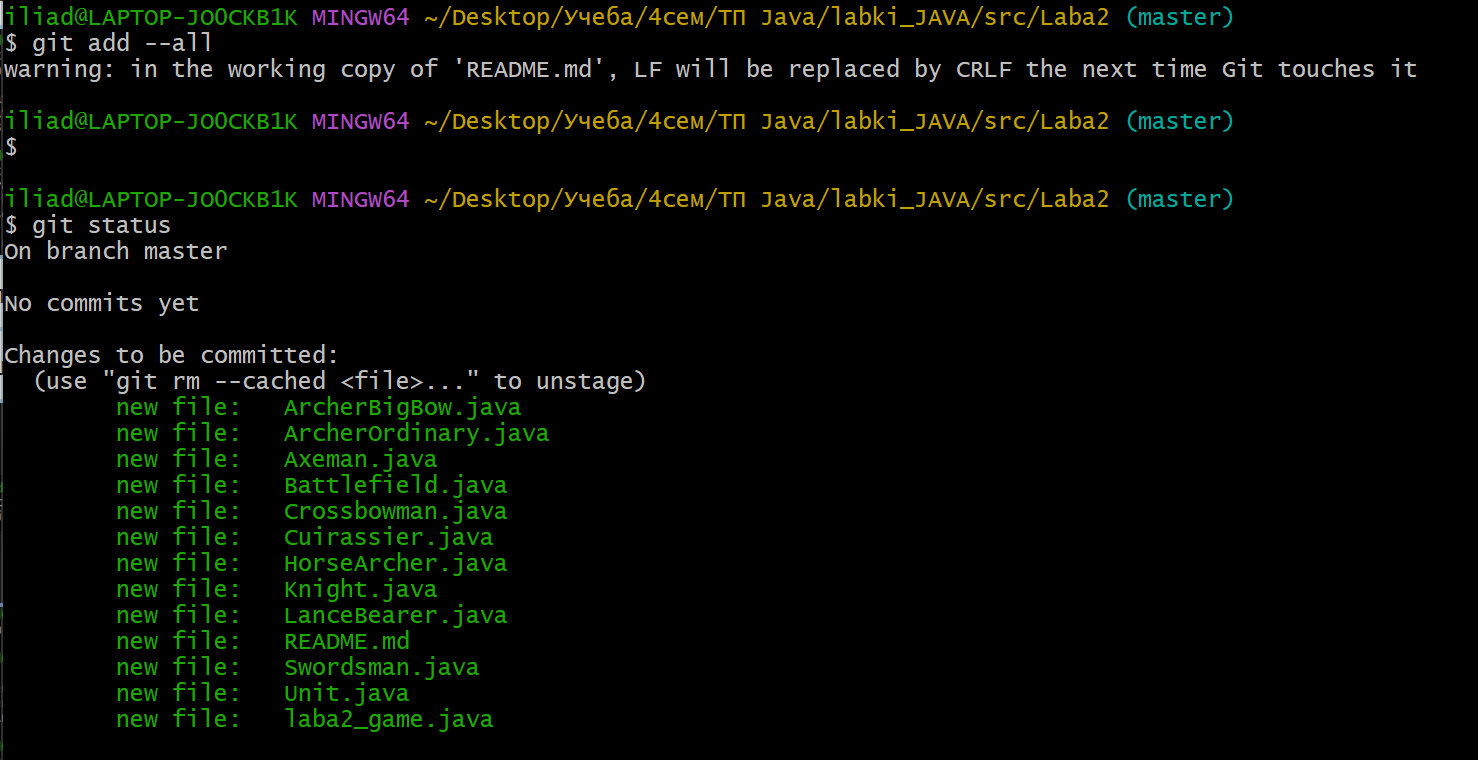 iliad@LAPTOP-JO0CKB1K MINGW64 ~/Desktop/Учеба/4сем/ТП Java/labki_JAVA/src/Laba2 (master)
$ git add --all
warning: in the working copy of 'README.md', LF will be replaced by CRLF the next time Git touches it
iliad@LAPTOP-JO0CKB1K MINGW64 ~/Desktop/Учеба/4сем/ТП Java/labki_JAVA/src/Laba2 (master)
$
iliad@LAPTOP-JO0CKB1K MINGW64 ~/Desktop/Учеба/4сем/ТП Java/labki_JAVA/src/Laba2 (master)
$ git status
On branch master
No commits yet
Changes to be committed:
(use "git rm --cached <file>..." to unstage)
new file: ArcherBigBow.java
new file: ArcherOrdinary.java
new file: Axeman.java
new file: Battlefield.java
new file: Crossbowman.java
new file: Cuirassier.java
new file: HorseArcher.java
new file: Knight.java
new file: LanceBearer.java
new file: README.md
new file: Swordsman.java
new file: Unit.java
new file: laba2_game.java